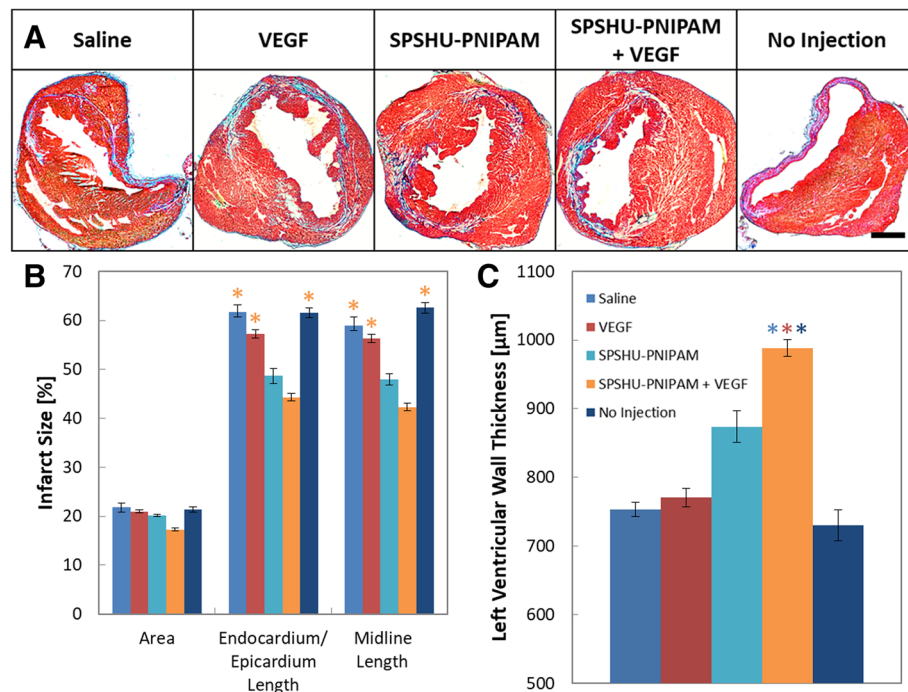 A
Saline
VEGF
SPSHU-PNIPAM
SPSHU-PNIPAM
+ VEGF
No Injection
B
70
60
50
40
30
20
10
0
Infarct Size [%]
* * * * * *
Area
Endocardium/
Epicardium
Length
Midline
Length
C
1100
1000
900
800
700
600
500
Left Ventricular Wall Thickness [µm]
Saline
VEGF
SPSHU-PNIPAM
SPSHU-PNIPAM + VEGF
No Injection
***